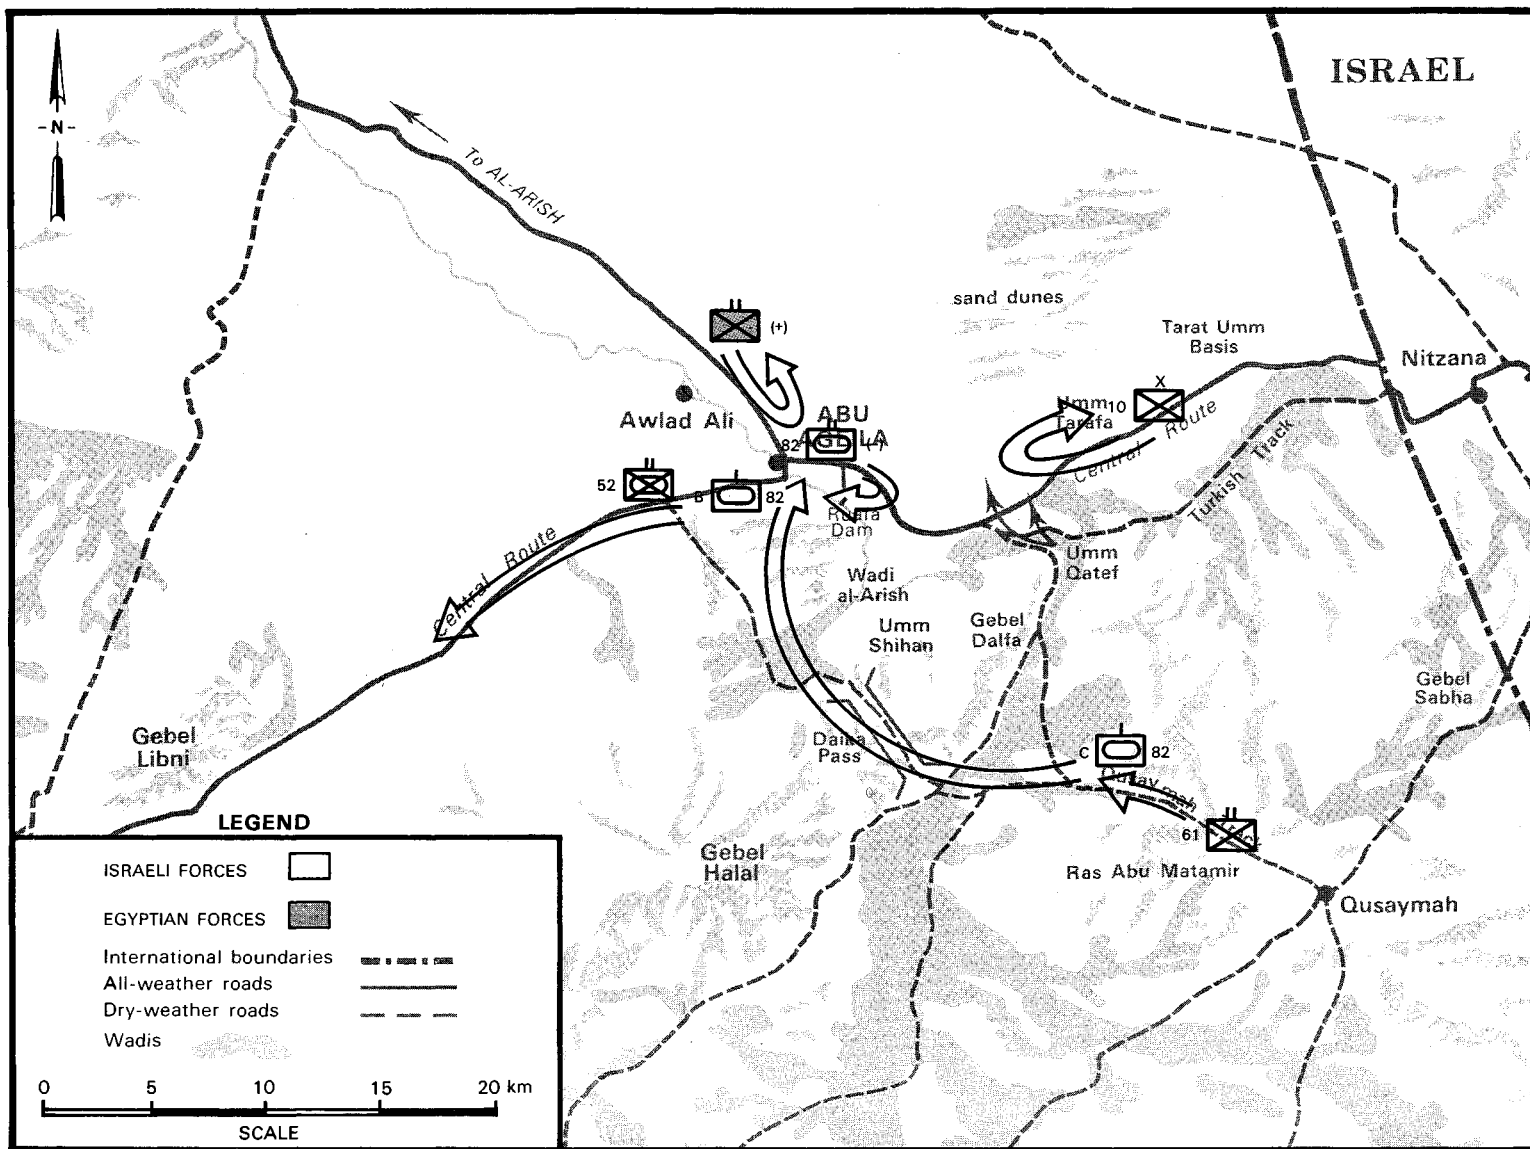 ISRAEL
-N-
To AL-ARISH
sand dunes
Tarat Umm
Basis
Nitzana
(+)
X
10
Umm
Tarafa
Central Route
Turkish Track
Awlad Ali
ABU
AGEILA
82
(-)
52
B
82
Ruafa
Dam
Central Route
Umm
Qatef
Wadi
al-Arish
Umm
Shihan
Gebel
Dalfa
Gebel
Sabha
Gebel
Libni
Daika
Pass
C
82
Qusaymah
61
Gebel
Halal
Ras Abu Matamir
Qusaymah
LEGEND
ISRAELI FORCES
EGYPTIAN FORCES
International boundaries
All-weather roads
Dry-weather roads
Wadis
0 5 10 15 20 km
SCALE